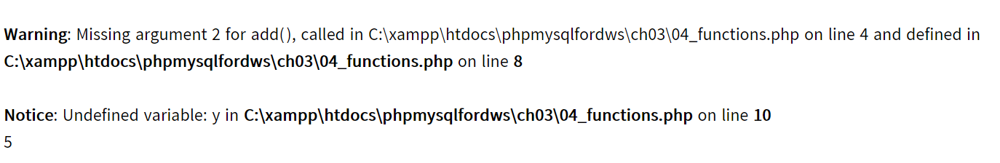 Warning: Missing argument 2 for add(), called in C:\xampp\htdocs\phpmysqlfordws\ch03\04_functions.php on line 4 and defined in
C:\xampp\htdocs\phpmysqlfordws\ch03\04_functions.php on line 8
Notice: Undefined variable: y in C:\xampp\htdocs\phpmysqlfordws\ch03\04_functions.php on line 10
5